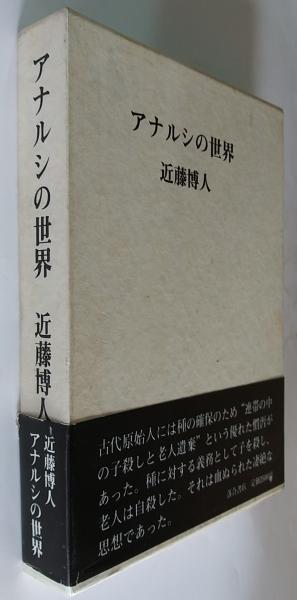 アナルシの世界
近藤博人
アナルシの世界 近藤博人
近藤博人
アナルシの世界
古代原始人には種の確保のため“連帯の中
の子殺しと老人遺棄”という優れた慣習が
あった。種に対する義務として子を殺し、
老人は自殺した。それは血ぬられた凄絶な
思想であった。